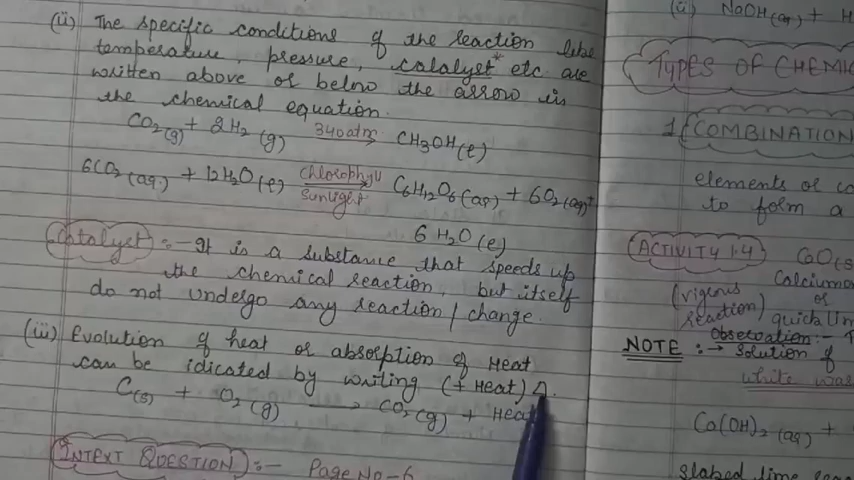 (ii) The specific conditions of the reaction like
temperature, pressure, catalyst* etc are
written above or below the arrow in
the chemical equation.
CO2(g) + 2H2(g) 340atm → CH3OH(l)
6CO2(aq.) + 12H2O(l) chlorophyll → sunlight C6H12O6(aq) + 6O2(aq)+
6H2O(l)
Catalyst :- It is a substance that speeds up
the chemical reaction, but itself
do not undergo any reaction / change.
(iii) Evolution of heat or absorption of Heat
can be idicated by writing (+ Heat) Δ.
C(s) + O2(g) → CO2(g) + Heat
INTEXT QUESTION :- Page No-6
(ii) NaOH(aq) + H
TYPES OF CHEMIC
1 COMBINATION
elements or co
to form a
ACTIVITY 1.4 CaO(s
Calcium
(vigrous or
reaction) quick lim
Observation:-
NOTE :→ Solution of
white was
Ca(OH)2(aq) +
slaked lime